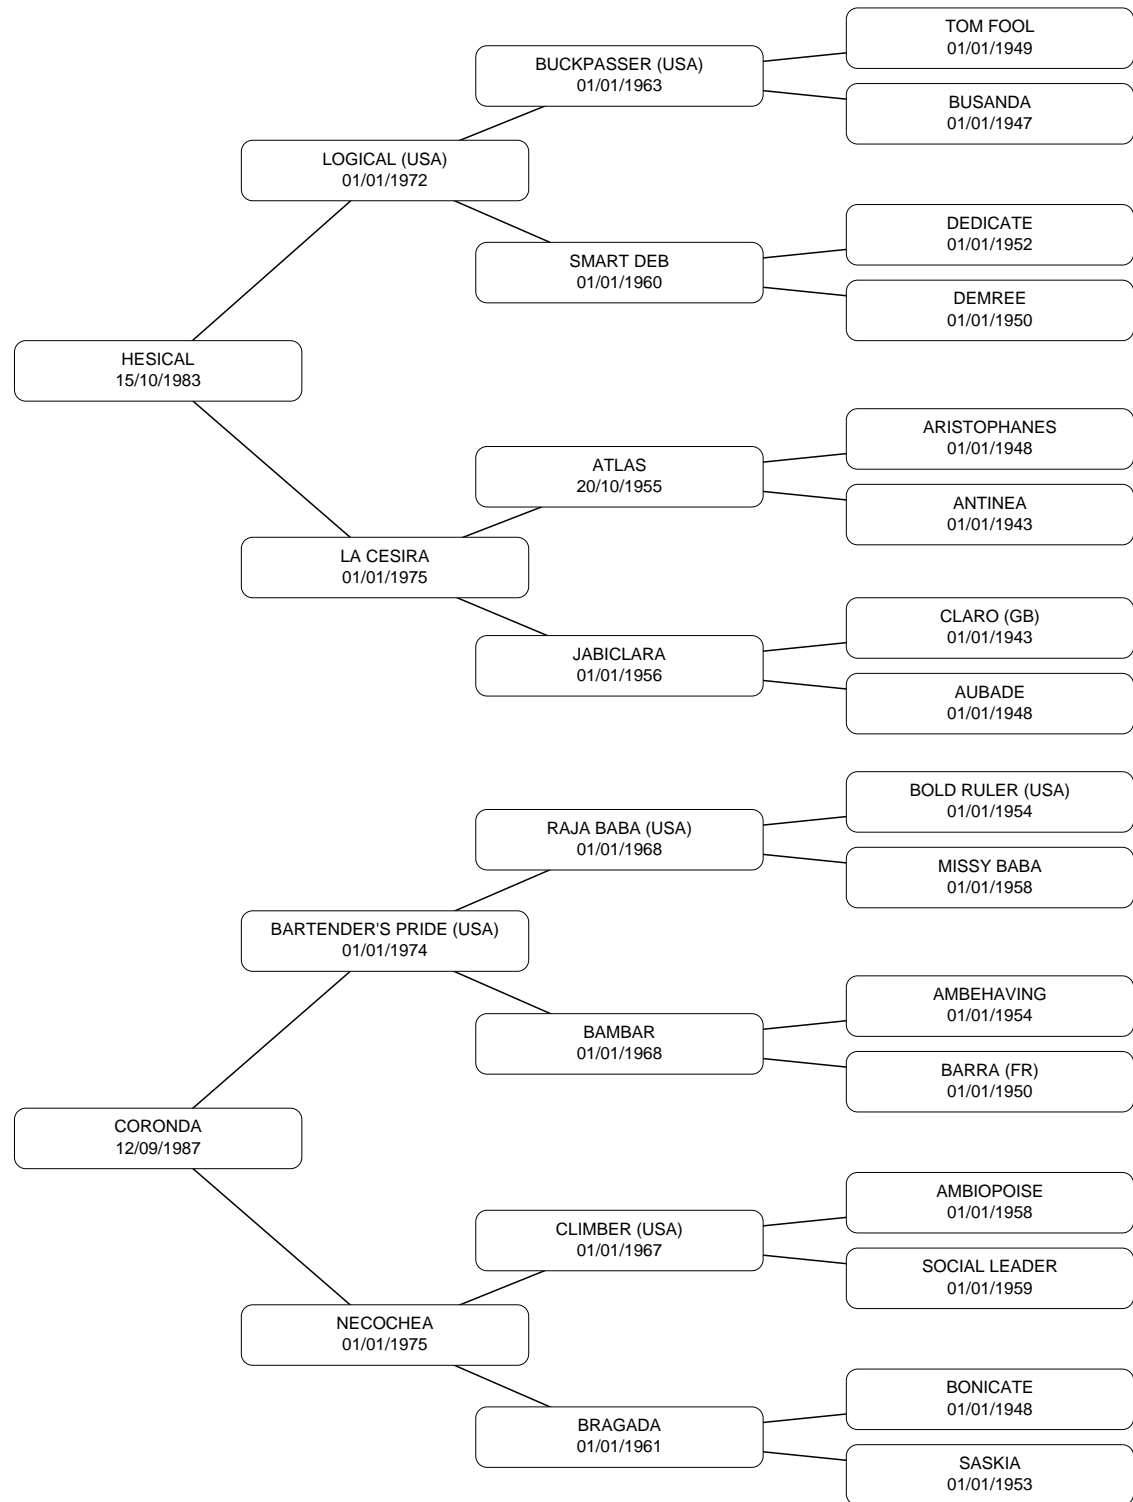 TOM FOOL
01/01/1949
BUCKPASSER (USA)
01/01/1963
BUSANDA
01/01/1947
LOGICAL (USA)
01/01/1972
DEDICATE
01/01/1952
SMART DEB
01/01/1960
DEMREE
01/01/1950
HESICAL
15/10/1983
ARISTOPHANES
01/01/1948
ATLAS
20/10/1955
ANTINEA
01/01/1943
LA CESIRA
01/01/1975
CLARO (GB)
01/01/1943
JABICLARA
01/01/1956
AUBADE
01/01/1948
BOLD RULER (USA)
01/01/1954
RAJA BABA (USA)
01/01/1968
MISSY BABA
01/01/1958
BARTENDER'S PRIDE (USA)
01/01/1974
AMBEHAVING
01/01/1954
BAMBAR
01/01/1968
BARRA (FR)
01/01/1950
CORONDA
12/09/1987
AMBIOPOISE
01/01/1958
CLIMBER (USA)
01/01/1967
SOCIAL LEADER
01/01/1959
NECOCHEA
01/01/1975
BONICATE
01/01/1948
BRAGADA
01/01/1961
SASKIA
01/01/1953